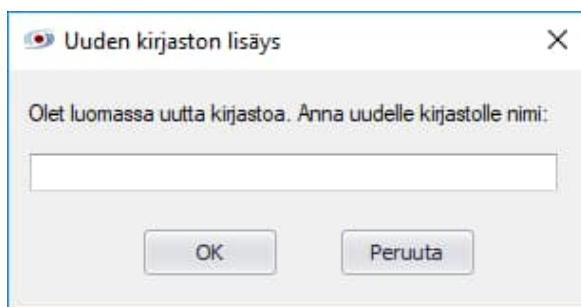 Uuden kirjaston lisäys
Olet luomassa uutta kirjastoa. Anna uudelle kirjastolle nimi:
OK
Peruuta